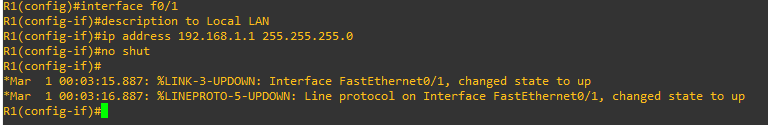 R1(config)#interface f0/1
R1(config-if)#description to Local LAN
R1(config-if)#ip address 192.168.1.1 255.255.255.0
R1(config-if)#no shut
R1(config-if)#
*Mar  1 00:03:15.887: %LINK-3-UPDOWN: Interface FastEthernet0/1, changed state to up
*Mar  1 00:03:16.887: %LINEPROTO-5-UPDOWN: Line protocol on Interface FastEthernet0/1, changed state to up
R1(config-if)#